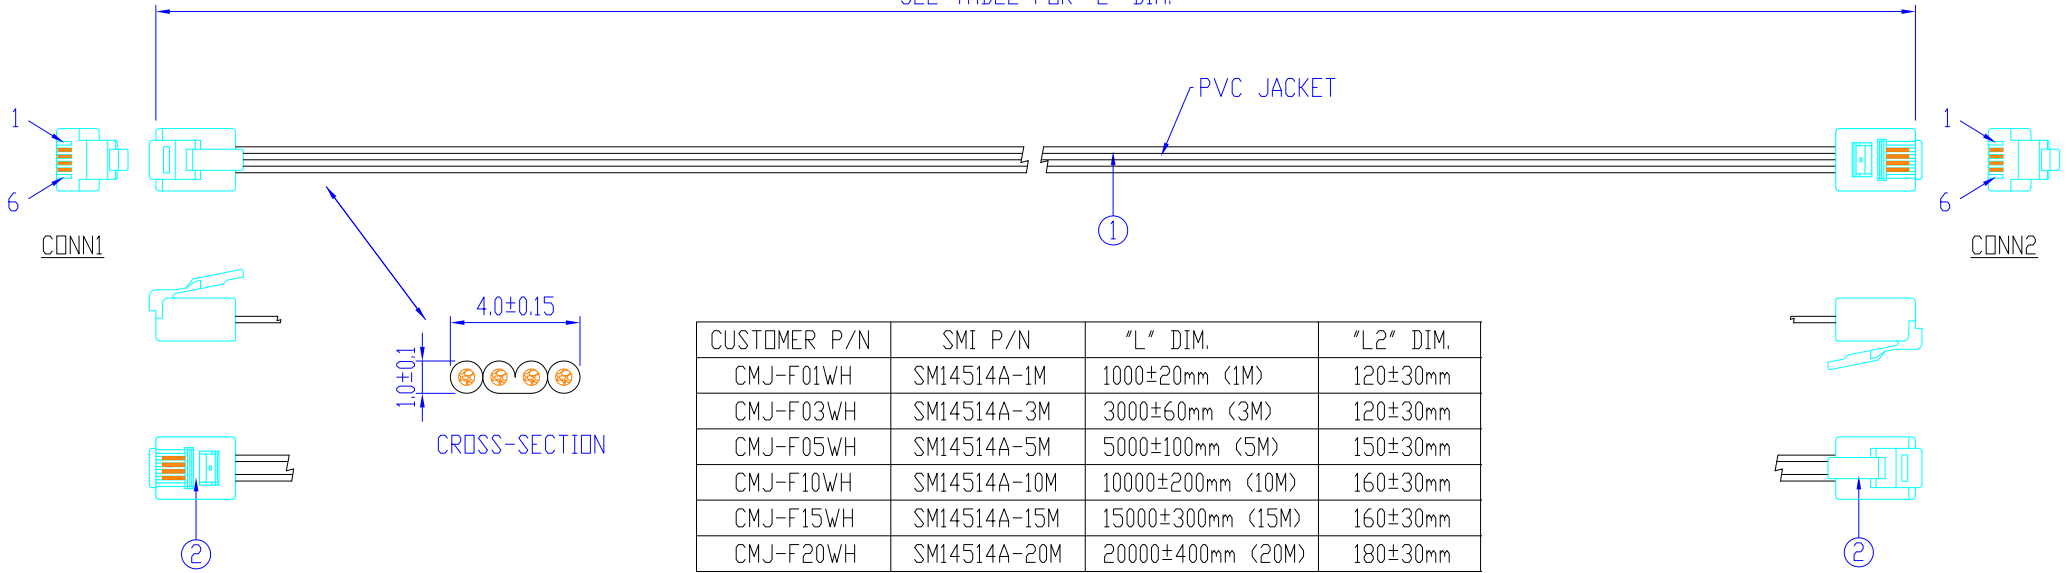 PVC JACKET
1
6
CONN1
1
1
6
CONN2
4.0±0.15
1.0±0.1
CROSS-SECTION
CUSTOMER P/N SMI P/N "L" DIM. "L2" DIM.
CMJ-F01WH SM14514A-1M 1000±20mm (1M) 120±30mm
CMJ-F03WH SM14514A-3M 3000±60mm (3M) 120±30mm
CMJ-F05WH SM14514A-5M 5000±100mm (5M) 150±30mm
CMJ-F10WH SM14514A-10M 10000±200mm (10M) 160±30mm
CMJ-F15WH SM14514A-15M 15000±300mm (15M) 160±30mm
CMJ-F20WH SM14514A-20M 20000±400mm (20M) 180±30mm
2
2